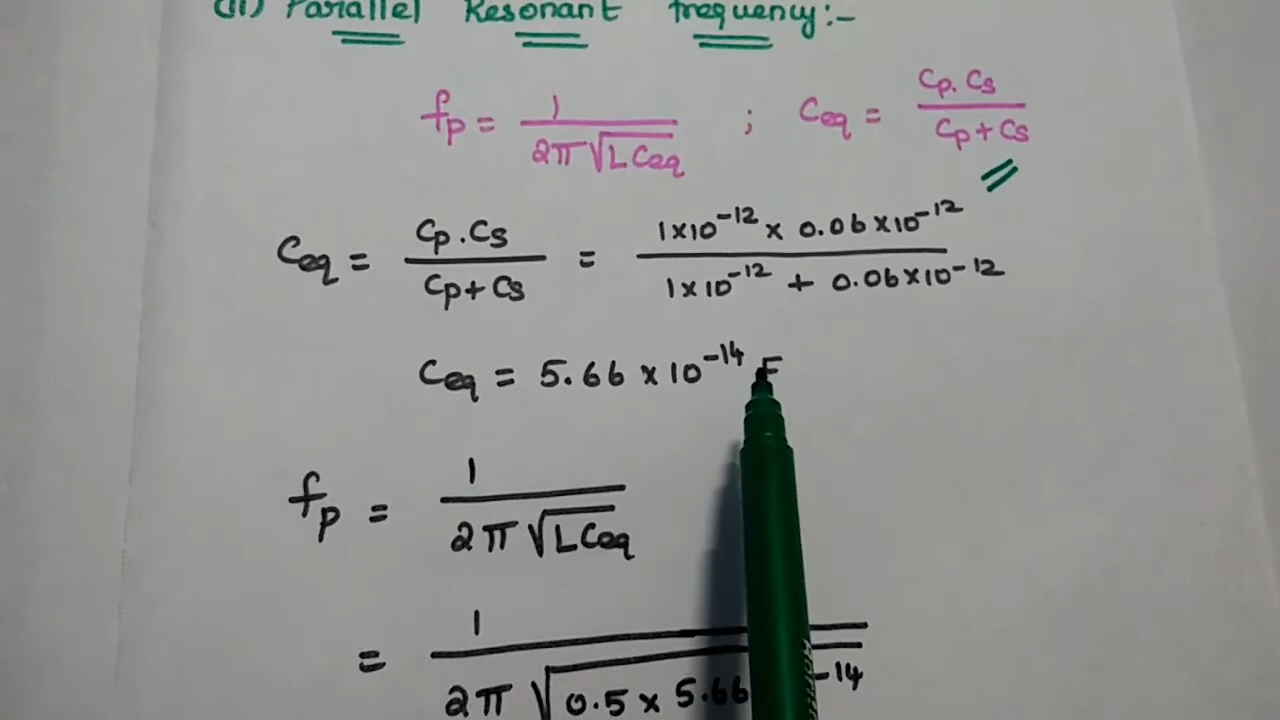 (ii) Parallel Resonant frequency:-
fp = 1 / 2π√LCeq ; Ceq = Cp.Cs / Cp+Cs
Ceq = Cp.Cs / Cp+Cs = 1×10^-12 × 0.06×10^-12 / 1×10^-12 + 0.06×10^-12
Ceq = 5.66 × 10^-14 F
fp = 1 / 2π√LCeq
= 1 / 2π√0.5 × 5.66 -14